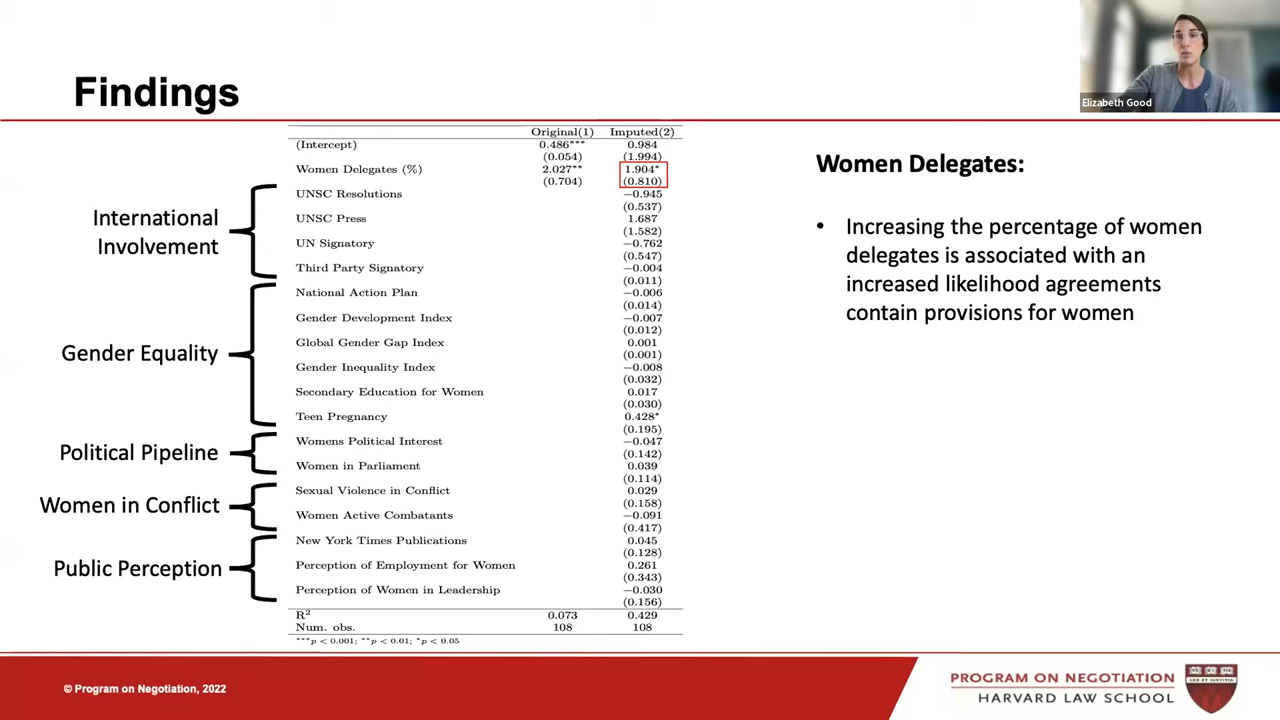 Elizabeth Good
Findings
Original(1) Imputed(2)
(Intercept) 0.486*** 0.984
(0.054) (1.994)
Women Delegates (%) 2.027** 1.904*
(0.704) (0.810)
UNSC Resolutions −0.945
(0.537)
UNSC Press 1.687
(1.582)
UN Signatory −0.762
(0.547)
Third Party Signatory −0.004
(0.011)
National Action Plan −0.006
(0.014)
Gender Development Index −0.007
(0.012)
Global Gender Gap Index 0.001
(0.001)
Gender Inequality Index −0.008
(0.032)
Secondary Education for Women 0.017
(0.030)
Teen Pregnancy 0.428*
(0.195)
Womens Political Interest −0.047
(0.142)
Women in Parliament 0.039
(0.114)
Sexual Violence in Conflict 0.029
(0.158)
Women Active Combatants −0.091
(0.417)
New York Times Publications 0.045
(0.128)
Perception of Employment for Women 0.261
(0.343)
Perception of Women in Leadership −0.030
(0.156)
R² 0.073 0.429
Num. obs. 108 108
***p < 0.001; **p < 0.01; *p < 0.05
International
Involvement
Gender Equality
Political Pipeline
Women in Conflict
Public Perception
Women Delegates:
• Increasing the percentage of women
delegates is associated with an
increased likelihood agreements
contain provisions for women
© Program on Negotiation, 2022
PROGRAM ON NEGOTIATION
HARVARD LAW SCHOOL